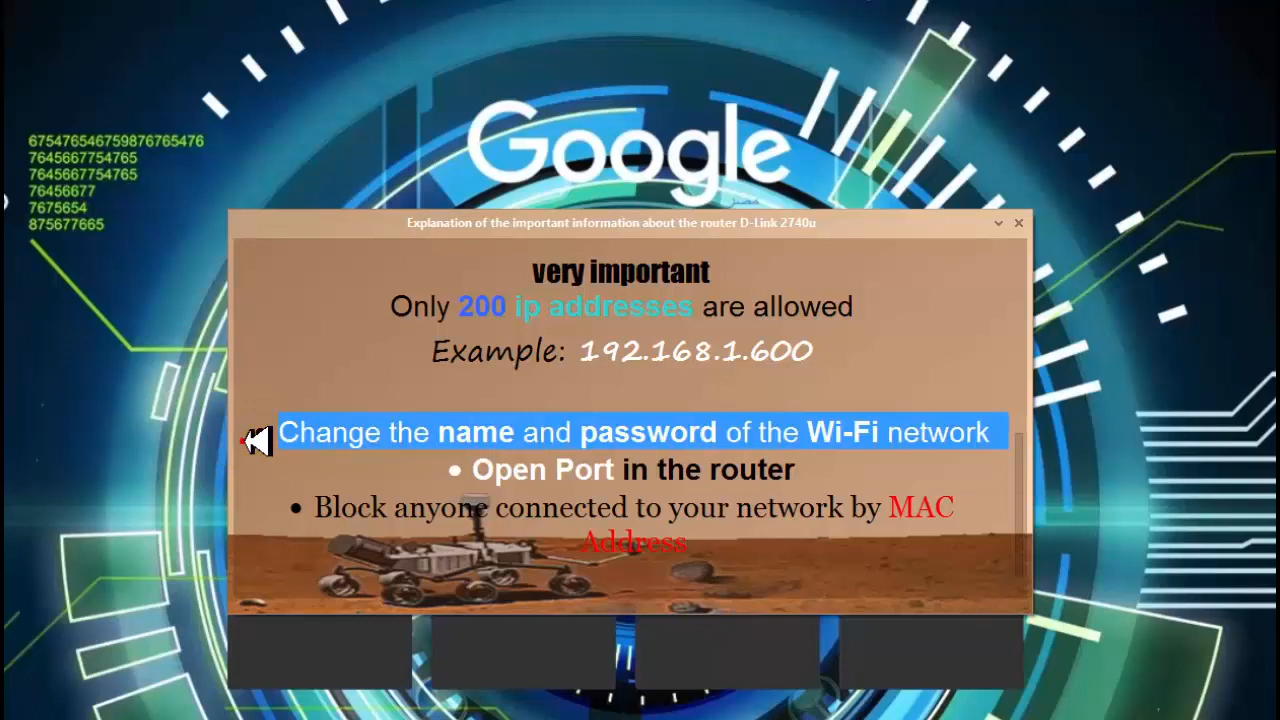 Google
مصر
675476546759876765476
7645667754765
7645667754765
76456677
7675654
875677665
Explanation of the important information about the router D-Link 2740u
very important
Only 200 ip addresses are allowed
Example: 192.168.1.600
Change the name and password of the Wi-Fi network
• Open Port in the router
• Block anyone connected to your network by MAC
Address